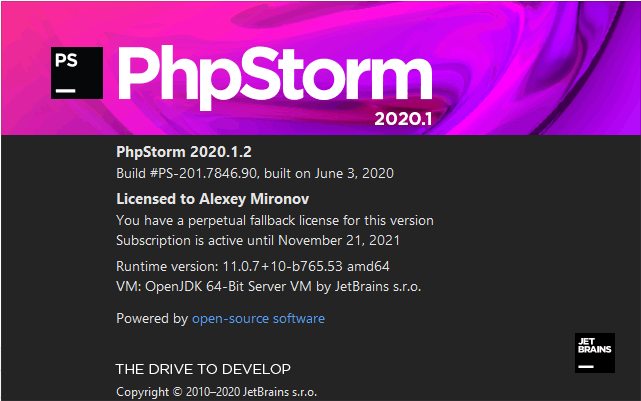 PS
PhpStorm
2020.1
PhpStorm 2020.1.2
Build #PS-201.7846.90, built on June 3, 2020
Licensed to Alexey Mironov
You have a perpetual fallback license for this version
Subscription is active until November 21, 2021
Runtime version: 11.0.7+10-b765.53 amd64
VM: OpenJDK 64-Bit Server VM by JetBrains s.r.o.
Powered by open-source software
JET
BRAINS
THE DRIVE TO DEVELOP
Copyright © 2010–2020 JetBrains s.r.o.